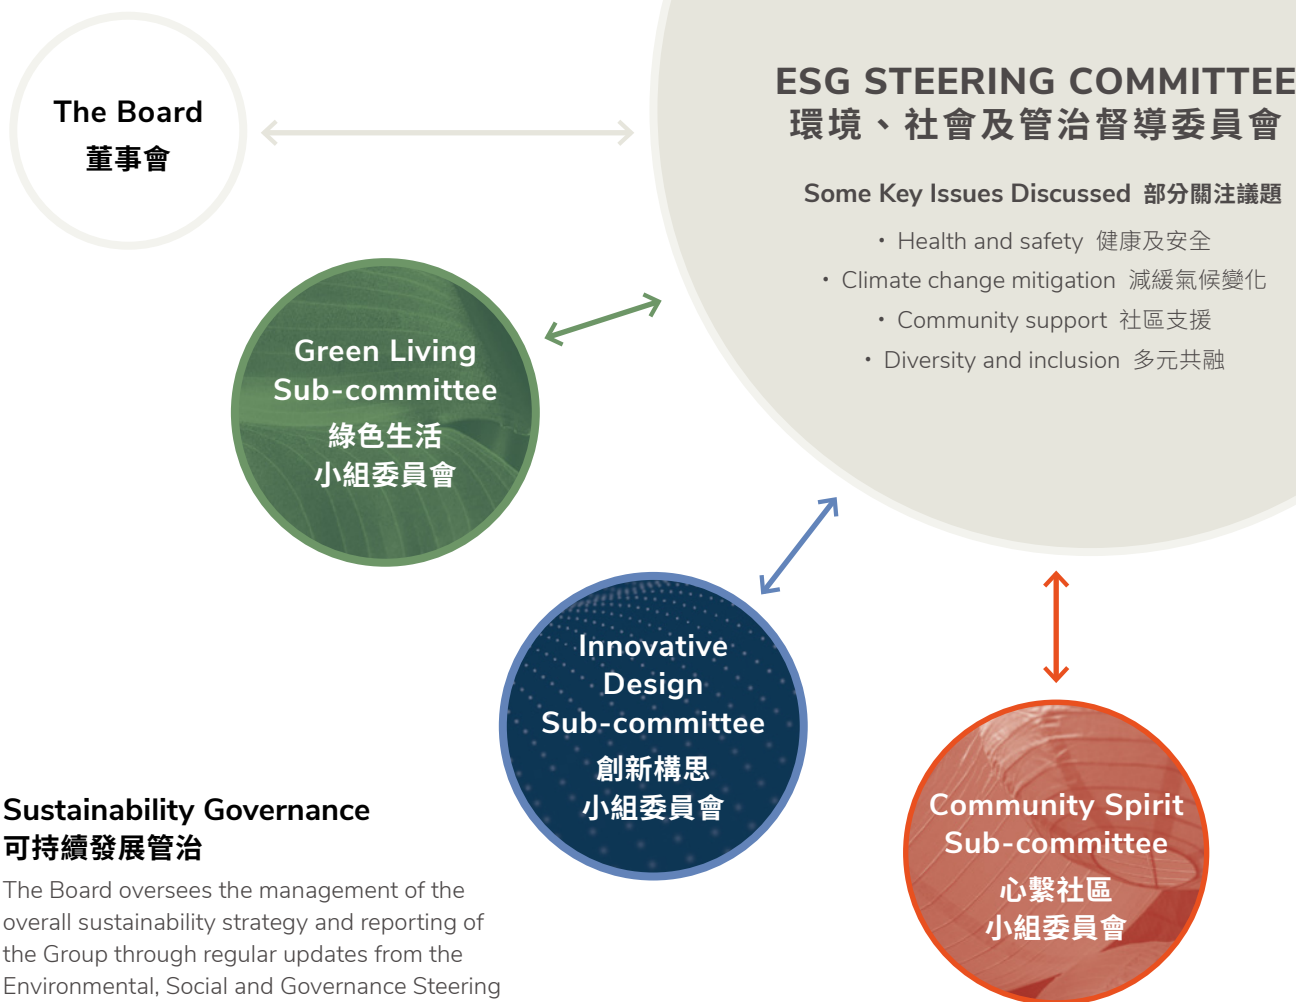 The Board
董事會
ESG STEERING COMMITTEE
環境、社會及管治督導委員會
Some Key Issues Discussed 部分關注議題
• Health and safety 健康及安全
• Climate change mitigation 減緩氣候變化
• Community support 社區支援
• Diversity and inclusion 多元共融
Green Living
Sub-committee
綠色生活
小組委員會
Innovative
Design
Sub-committee
創新構思
小組委員會
Community Spirit
Sub-committee
心繫社區
小組委員會
Sustainability Governance
可持續發展管治
The Board oversees the management of the
overall sustainability strategy and reporting of
the Group through regular updates from the
Environmental, Social and Governance Steering